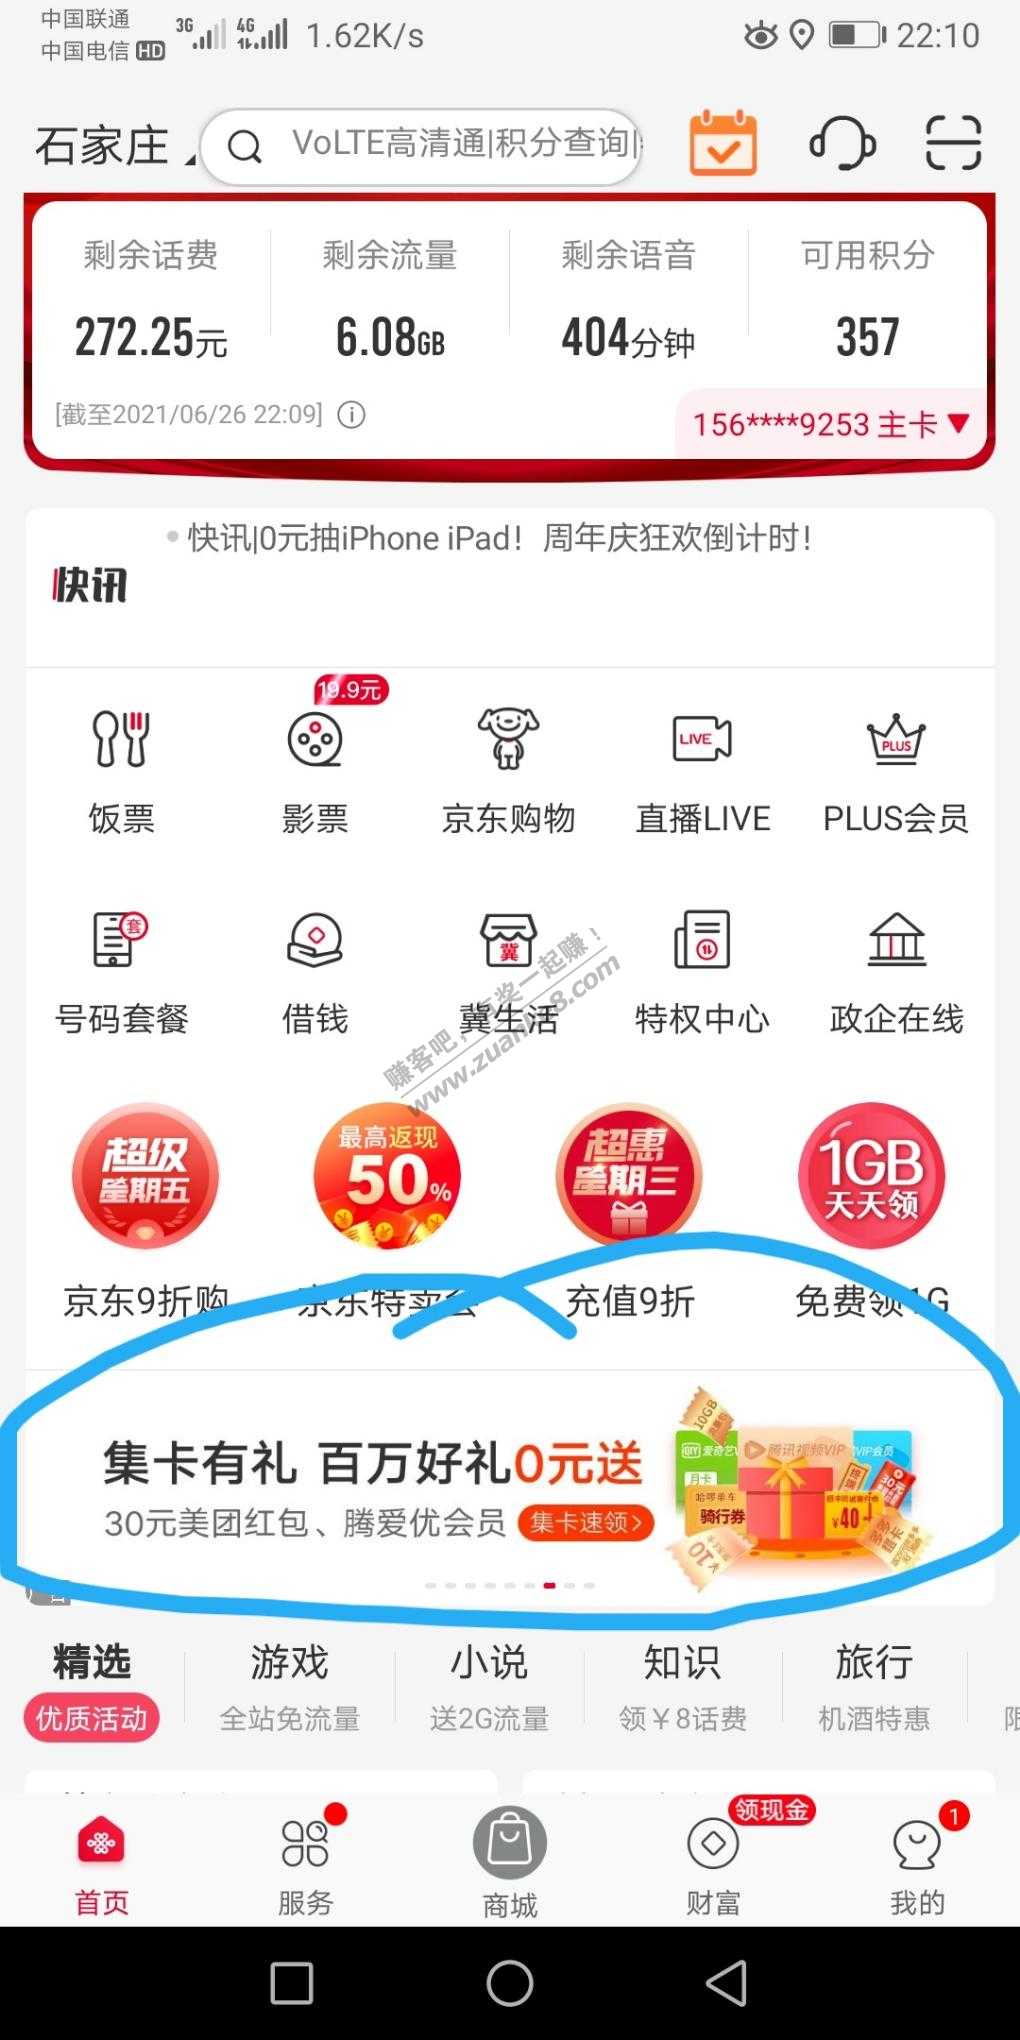 中国联通
中国电信 HD
3G 4G 1.62K/s 22:10
石家庄
VoLTE高清通|积分查询|
剩余话费 剩余流量 剩余语音 可用积分
272.25元 6.08GB 404分钟 357
[截至2021/06/26 22:09]
156****9253 主卡
快讯|0元抽iPhone iPad！周年庆狂欢倒计时！
快讯
19.9元
LIVE
PLUS
饭票 影票 京东购物 直播LIVE PLUS会员
套
冀
号码套餐 借钱 冀生活 特权中心 政企在线
赚客吧，有奖一起赚！
www.zuanke8.com
超级
星期五
最高返现
50%
超惠
星期三
1GB
天天领
京东9折购 京东特卖会 充值9折 免费领1G
集卡有礼 百万好礼0元送
30元美团红包、腾爱优会员 集卡速领>
10GB
爱奇艺
月卡
腾讯视频VIP
VIP会员
哈啰单车
骑行券
30元
¥40
精选 游戏 小说 知识 旅行
优质活动 全站免流量 送2G流量 领￥8话费 机酒特惠
领现金
1
首页 服务 商城 财富 我的